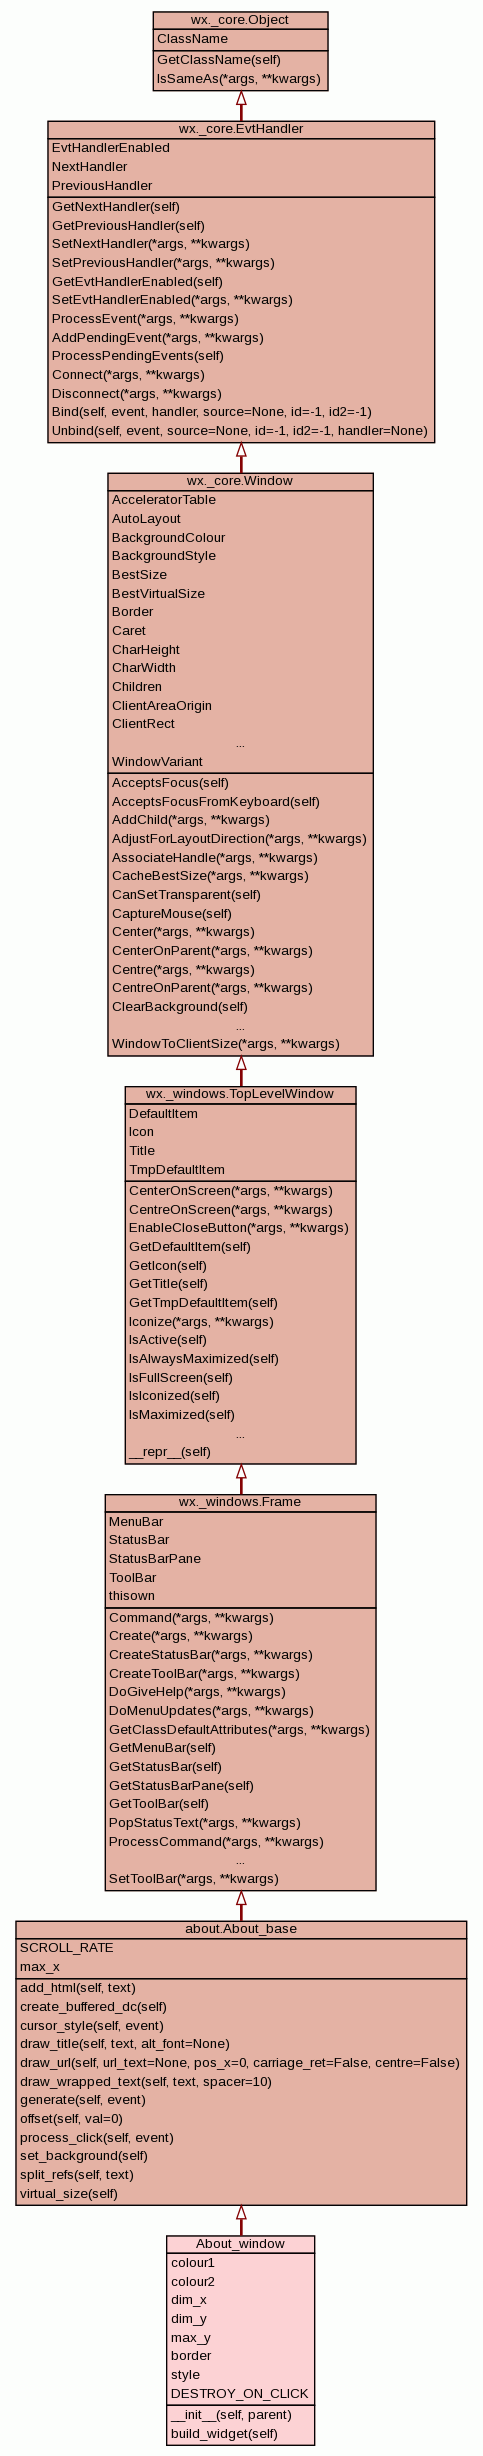 wx._core.Object
ClassName
GetClassName(self)
IsSameAs(*args, **kwargs)
wx._core.EvtHandler
EvtHandlerEnabled
NextHandler
PreviousHandler
GetNextHandler(self)
GetPreviousHandler(self)
SetNextHandler(*args, **kwargs)
SetPreviousHandler(*args, **kwargs)
GetEvtHandlerEnabled(self)
SetEvtHandlerEnabled(*args, **kwargs)
ProcessEvent(*args, **kwargs)
AddPendingEvent(*args, **kwargs)
ProcessPendingEvents(self)
Connect(*args, **kwargs)
Disconnect(*args, **kwargs)
Bind(self, event, handler, source=None, id=-1, id2=-1)
Unbind(self, event, source=None, id=-1, id2=-1, handler=None)
wx._core.Window
AcceleratorTable
AutoLayout
BackgroundColour
BackgroundStyle
BestSize
BestVirtualSize
Border
Caret
CharHeight
CharWidth
Children
ClientAreaOrigin
ClientRect
...
WindowVariant
AcceptsFocus(self)
AcceptsFocusFromKeyboard(self)
AddChild(*args, **kwargs)
AdjustForLayoutDirection(*args, **kwargs)
AssociateHandle(*args, **kwargs)
CacheBestSize(*args, **kwargs)
CanSetTransparent(self)
CaptureMouse(self)
Center(*args, **kwargs)
CenterOnParent(*args, **kwargs)
Centre(*args, **kwargs)
CentreOnParent(*args, **kwargs)
ClearBackground(self)
...
WindowToClientSize(*args, **kwargs)
wx._windows.TopLevelWindow
DefaultItem
Icon
Title
TmpDefaultItem
CenterOnScreen(*args, **kwargs)
CentreOnScreen(*args, **kwargs)
EnableCloseButton(*args, **kwargs)
GetDefaultItem(self)
GetIcon(self)
GetTitle(self)
GetTmpDefaultItem(self)
Iconize(*args, **kwargs)
IsActive(self)
IsAlwaysMaximized(self)
IsFullScreen(self)
IsIconized(self)
IsMaximized(self)
...
__repr__(self)
wx._windows.Frame
MenuBar
StatusBar
StatusBarPane
ToolBar
thisown
Command(*args, **kwargs)
Create(*args, **kwargs)
CreateStatusBar(*args, **kwargs)
CreateToolBar(*args, **kwargs)
DoGiveHelp(*args, **kwargs)
DoMenuUpdates(*args, **kwargs)
GetClassDefaultAttributes(*args, **kwargs)
GetMenuBar(self)
GetStatusBar(self)
GetStatusBarPane(self)
GetToolBar(self)
PopStatusText(*args, **kwargs)
ProcessCommand(*args, **kwargs)
...
SetToolBar(*args, **kwargs)
about.About_base
SCROLL_RATE
max_x
add_html(self, text)
create_buffered_dc(self)
cursor_style(self, event)
draw_title(self, text, alt_font=None)
draw_url(self, url_text=None, pos_x=0, carriage_ret=False, centre=False)
draw_wrapped_text(self, text, spacer=10)
generate(self, event)
offset(self, val=0)
process_click(self, event)
set_background(self)
split_refs(self, text)
virtual_size(self)
About_window
colour1
colour2
dim_x
dim_y
max_y
border
style
DESTROY_ON_CLICK
__init__(self, parent)
build_widget(self)